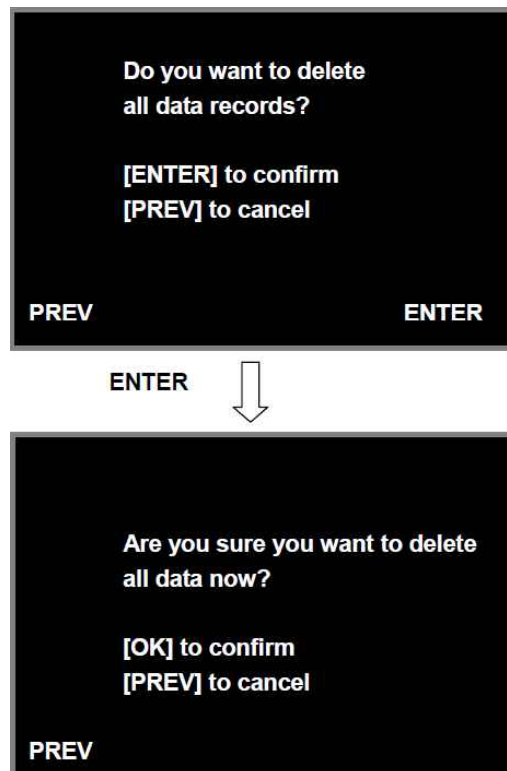 Do you want to delete
all data records?
[ENTER] to confirm
[PREV] to cancel
PREV ENTER
ENTER
Are you sure you want to delete
all data now?
[OK] to confirm
[PREV] to cancel
PREV